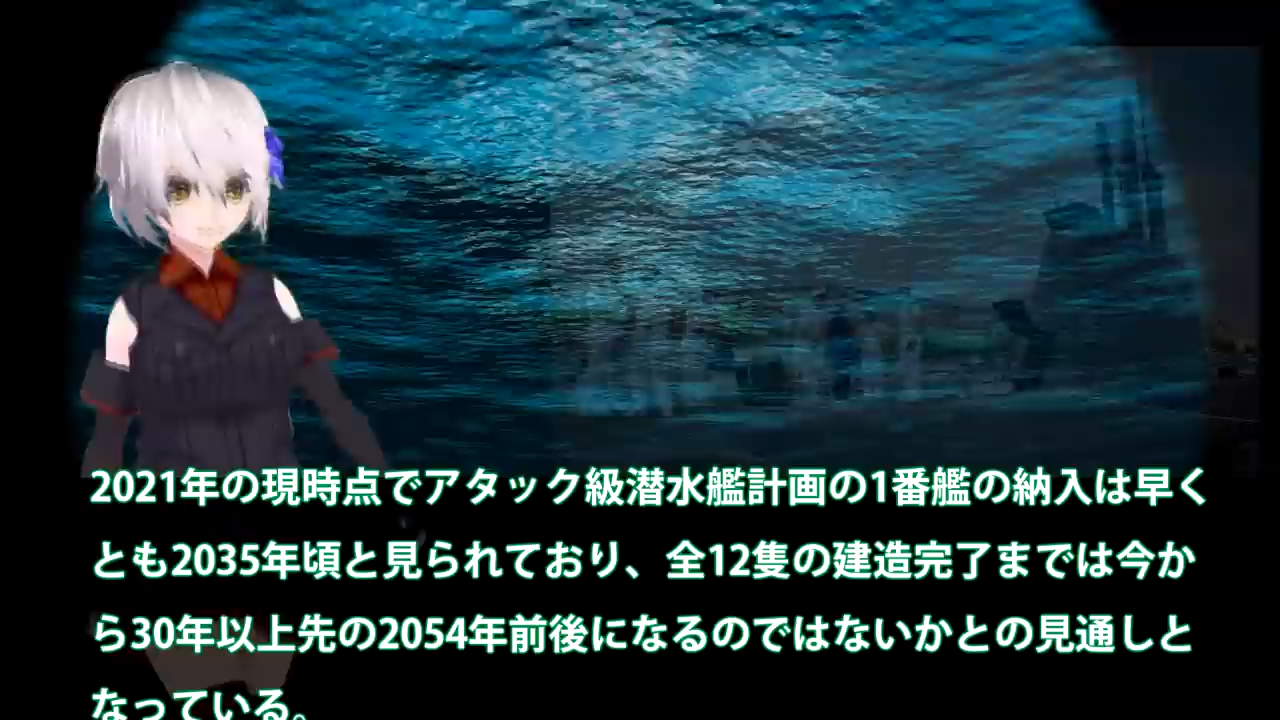 2021年の現時点でアタック級潜水艦計画の1番艦の納入は早く
とも2035年頃と見られており、全12隻の建造完了までは今か
ら30年以上先の2054年前後になるのではないかとの見通しと
なっている。